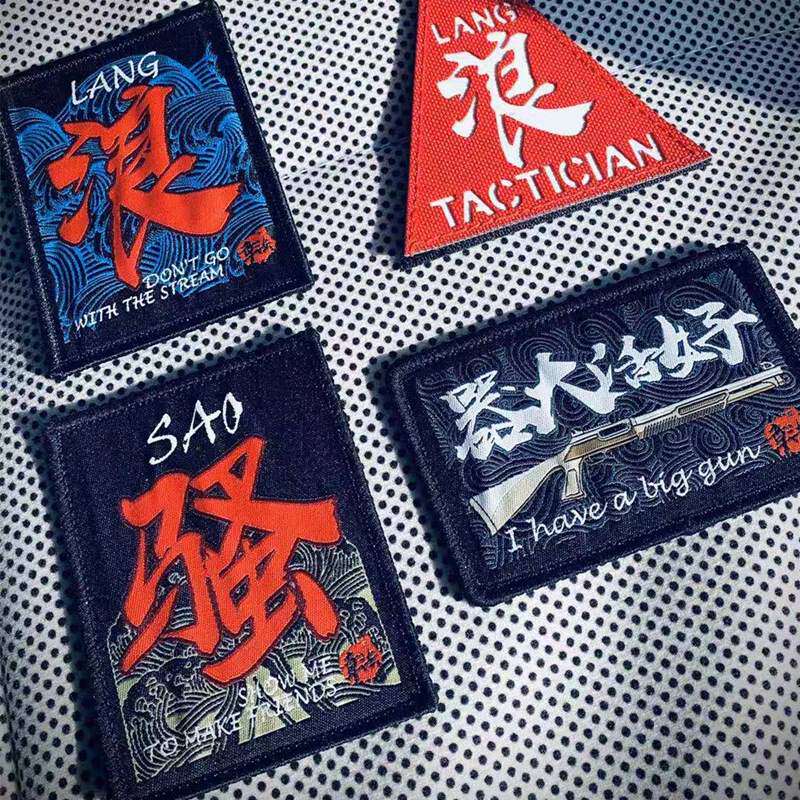 LANG
浪
DON'T GO
WITH THE STREAM
LANG
浪
TACTICIAN
SAO
骚
SHOW ME
TO MAKE FRIENDS
器大活好
I have a big gun